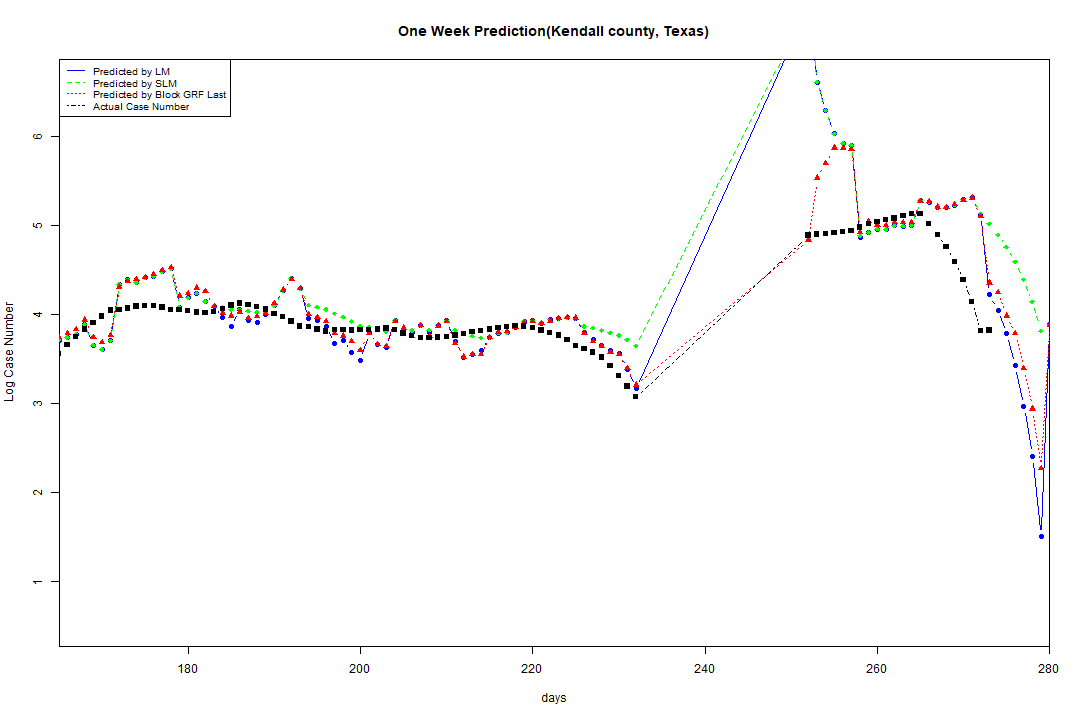 One Week Prediction(Kendall county, Texas)
Predicted by LM
Predicted by SLM
Predicted by Block GRF Last
Actual Case Number
6
5
4
3
2
1
Log Case Number
180 200 220 240 260 280
days